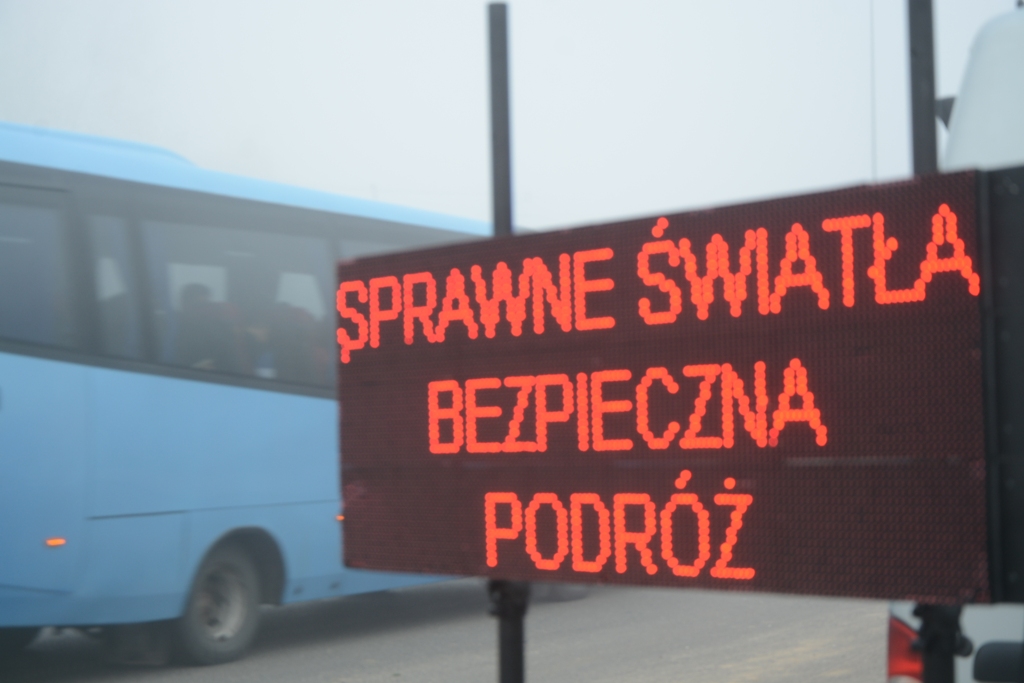 SPRAWNE ŚWIATŁA
BEZPIECZNA
PODRÓŻ